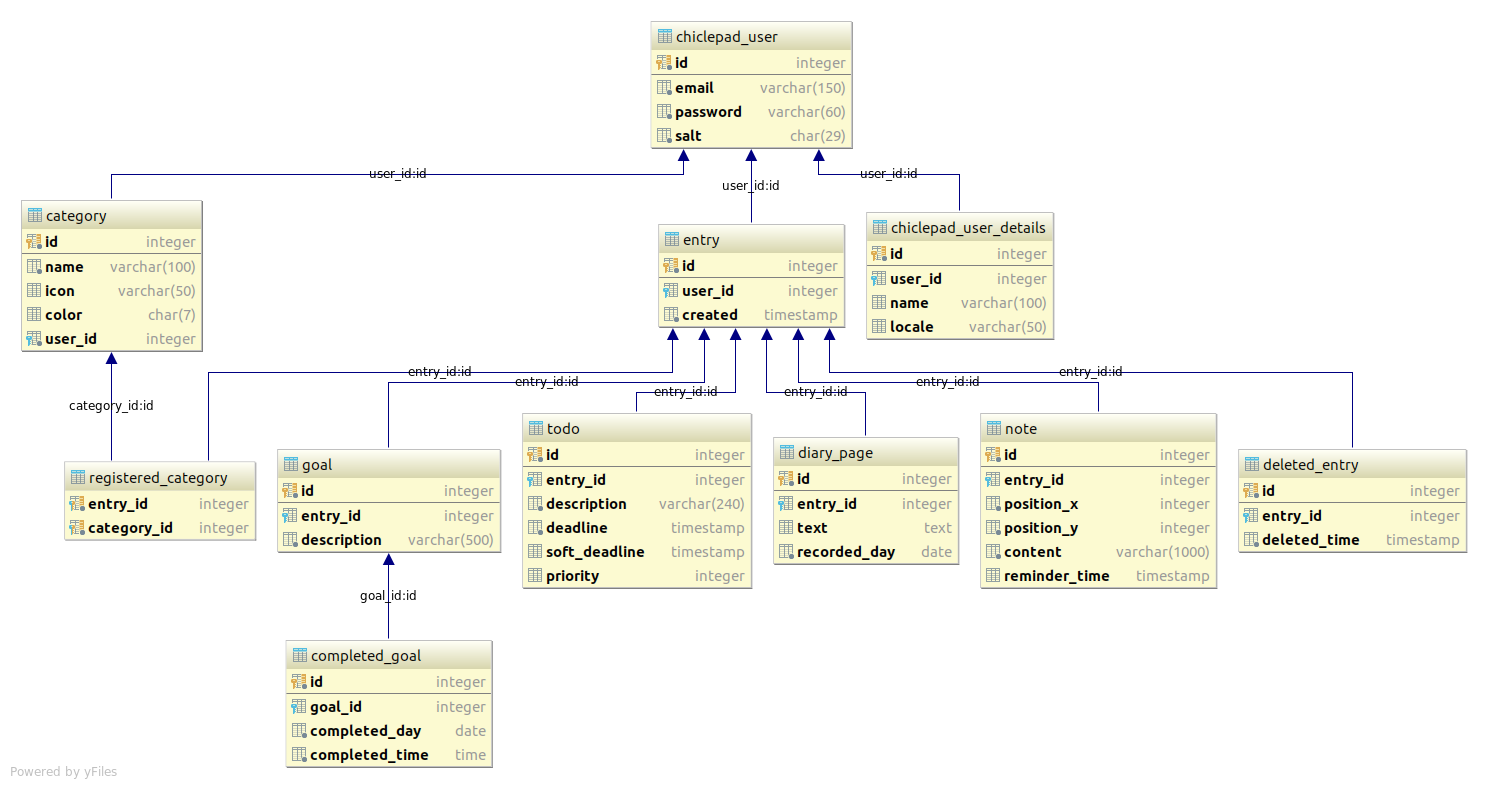 chiclepad_user
id integer
email varchar(150)
password varchar(60)
salt char(29)
user_id:id
user_id:id
user_id:id
category
id integer
name varchar(100)
icon varchar(50)
color char(7)
user_id integer
entry
id integer
user_id integer
created timestamp
chiclepad_user_details
id integer
user_id integer
name varchar(100)
locale varchar(50)
category_id:id
entry_id:id
entry_id:id
entry_id:id
entry_id:id
entry_id:id
entry_id:id
registered_category
entry_id integer
category_id integer
goal
id integer
entry_id integer
description varchar(500)
todo
id integer
entry_id integer
description varchar(240)
deadline timestamp
soft_deadline timestamp
priority integer
diary_page
id integer
entry_id integer
text text
recorded_day date
note
id integer
entry_id integer
position_x integer
position_y integer
content varchar(1000)
reminder_time timestamp
deleted_entry
id integer
entry_id integer
deleted_time timestamp
goal_id:id
completed_goal
id integer
goal_id integer
completed_day date
completed_time time
Powered by yFiles